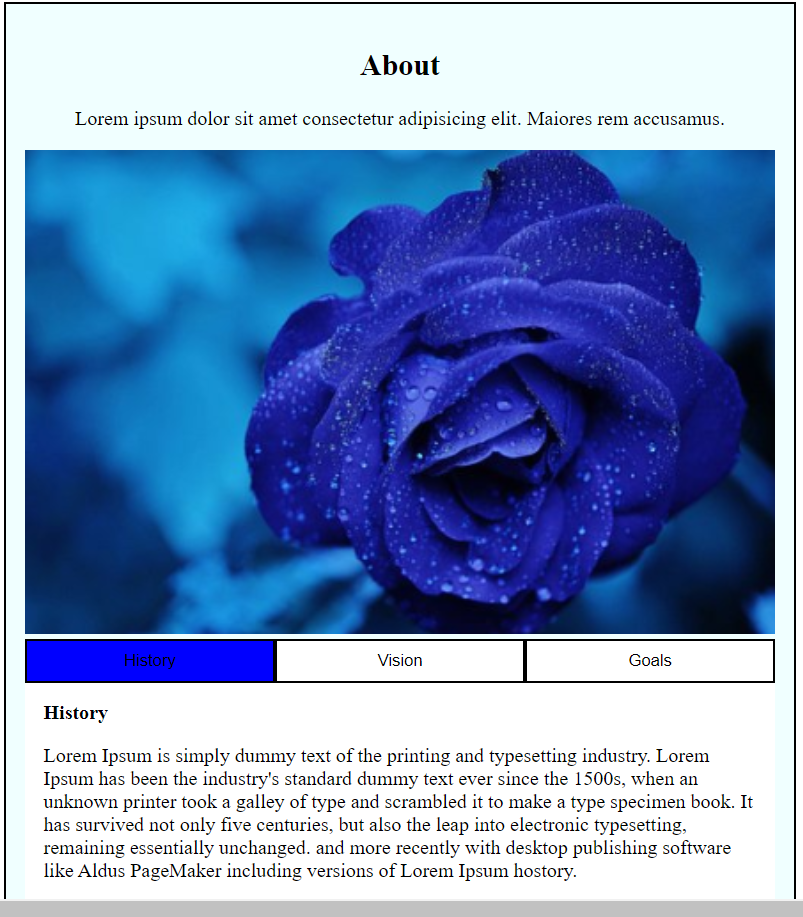 About
Lorem ipsum dolor sit amet consectetur adipisicing elit. Maiores rem accusamus.
History
Vision
Goals
History
Lorem Ipsum is simply dummy text of the printing and typesetting industry. Lorem
Ipsum has been the industry's standard dummy text ever since the 1500s, when an
unknown printer took a galley of type and scrambled it to make a type specimen book. It
has survived not only five centuries, but also the leap into electronic typesetting,
remaining essentially unchanged. and more recently with desktop publishing software
like Aldus PageMaker including versions of Lorem Ipsum hostory.